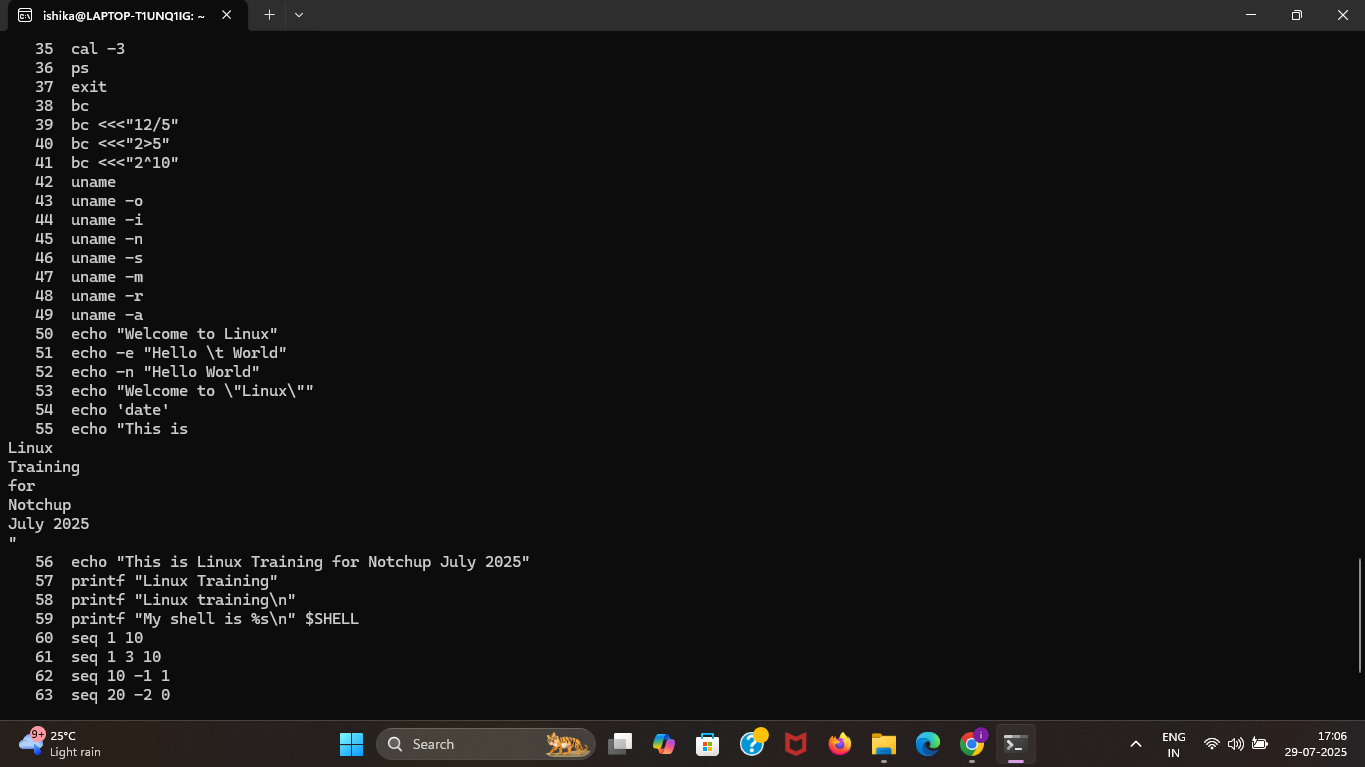 ishika@LAPTOP-T1UNQ1IG: ~
35 cal -3
36 ps
37 exit
38 bc
39 bc <<<"12/5"
40 bc <<<"2>5"
41 bc <<<"2^10"
42 uname
43 uname -o
44 uname -i
45 uname -n
46 uname -s
47 uname -m
48 uname -r
49 uname -a
50 echo "Welcome to Linux"
51 echo -e "Hello \t World"
52 echo -n "Hello World"
53 echo "Welcome to \"Linux\""
54 echo 'date'
55 echo "This is
Linux
Training
for
Notchup
July 2025
"
56 echo "This is Linux Training for Notchup July 2025"
57 printf "Linux Training"
58 printf "Linux training\n"
59 printf "My shell is %s\n" $SHELL
60 seq 1 10
61 seq 1 3 10
62 seq 10 -1 1
63 seq 20 -2 0
9+
25°C
Light rain
Search
ENG
IN
17:06
29-07-2025